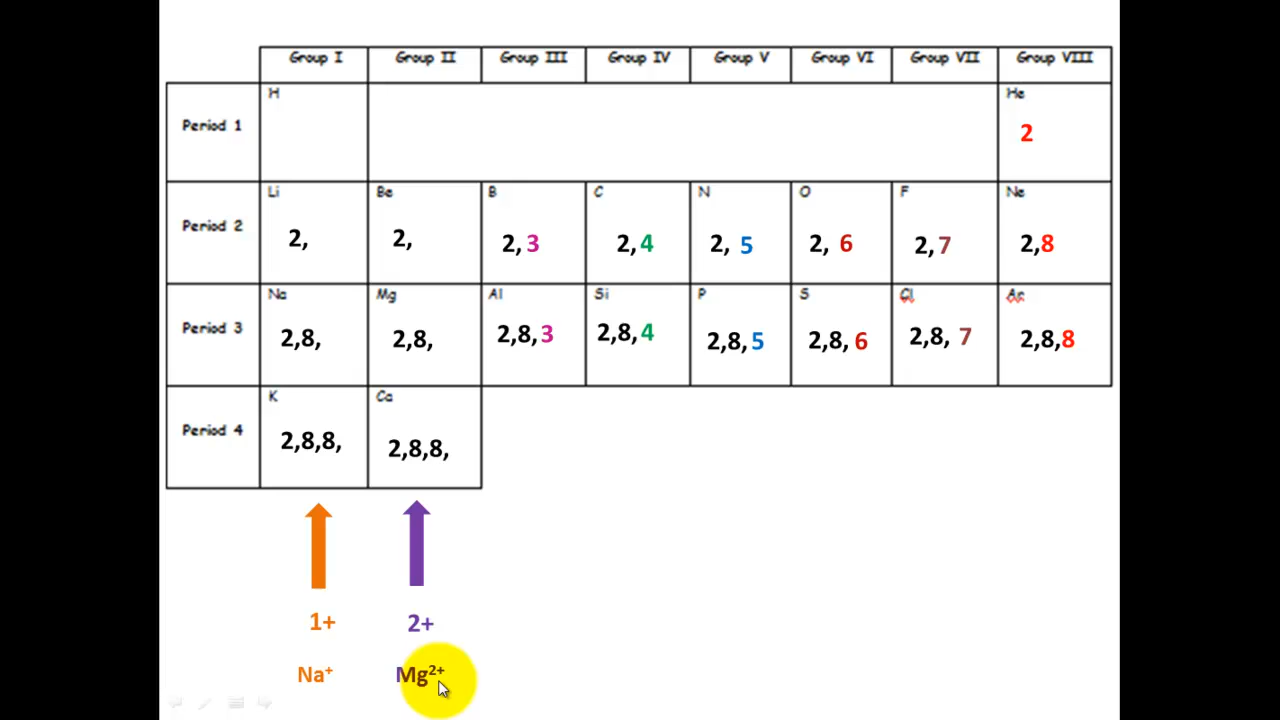 Group I Group II Group III Group IV Group V Group VI Group VII Group VIII
Period 1 H He
2
Period 2 Li Be B C N O F Ne
2, 2, 2,3 2,4 2, 5 2, 6 2,7 2,8
Period 3 Na Mg Al Si P S Cl Ar
2,8, 2,8, 2,8,3 2,8,4 2,8,5 2,8,6 2,8, 7 2,8,8
Period 4 K Ca
2,8,8, 2,8,8,
1+ 2+
Na⁺ Mg²⁺